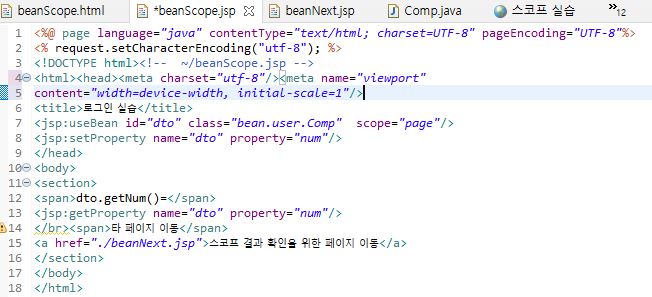 beanScope.html *beanScope.jsp beanNext.jsp Comp.java 스코프 실습 »12
1 <%@ page language="java" contentType="text/html; charset=UTF-8" pageEncoding="UTF-8"%>
2 <% request.setCharacterEncoding("utf-8"); %>
3 <!DOCTYPE html><!--  ~/beanScope.jsp -->
4 <html><head><meta charset="utf-8"/><meta name="viewport"
5 content="width=device-width, initial-scale=1"/>
6 <title>로그인 실습</title>
7 <jsp:useBean id="dto" class="bean.user.Comp"  scope="page"/>
8 <jsp:setProperty name="dto" property="num"/>
9 </head>
10 <body>
11 <section>
12 <span>dto.getNum()=</span>
13 <jsp:getProperty name="dto" property="num"/>
14 </br><span>타 페이지 이동</span>
15 <a href="./beanNext.jsp">스코프 결과 확인을 위한 페이지 이동</a>
16 </section>
17 </body>
18 </html>